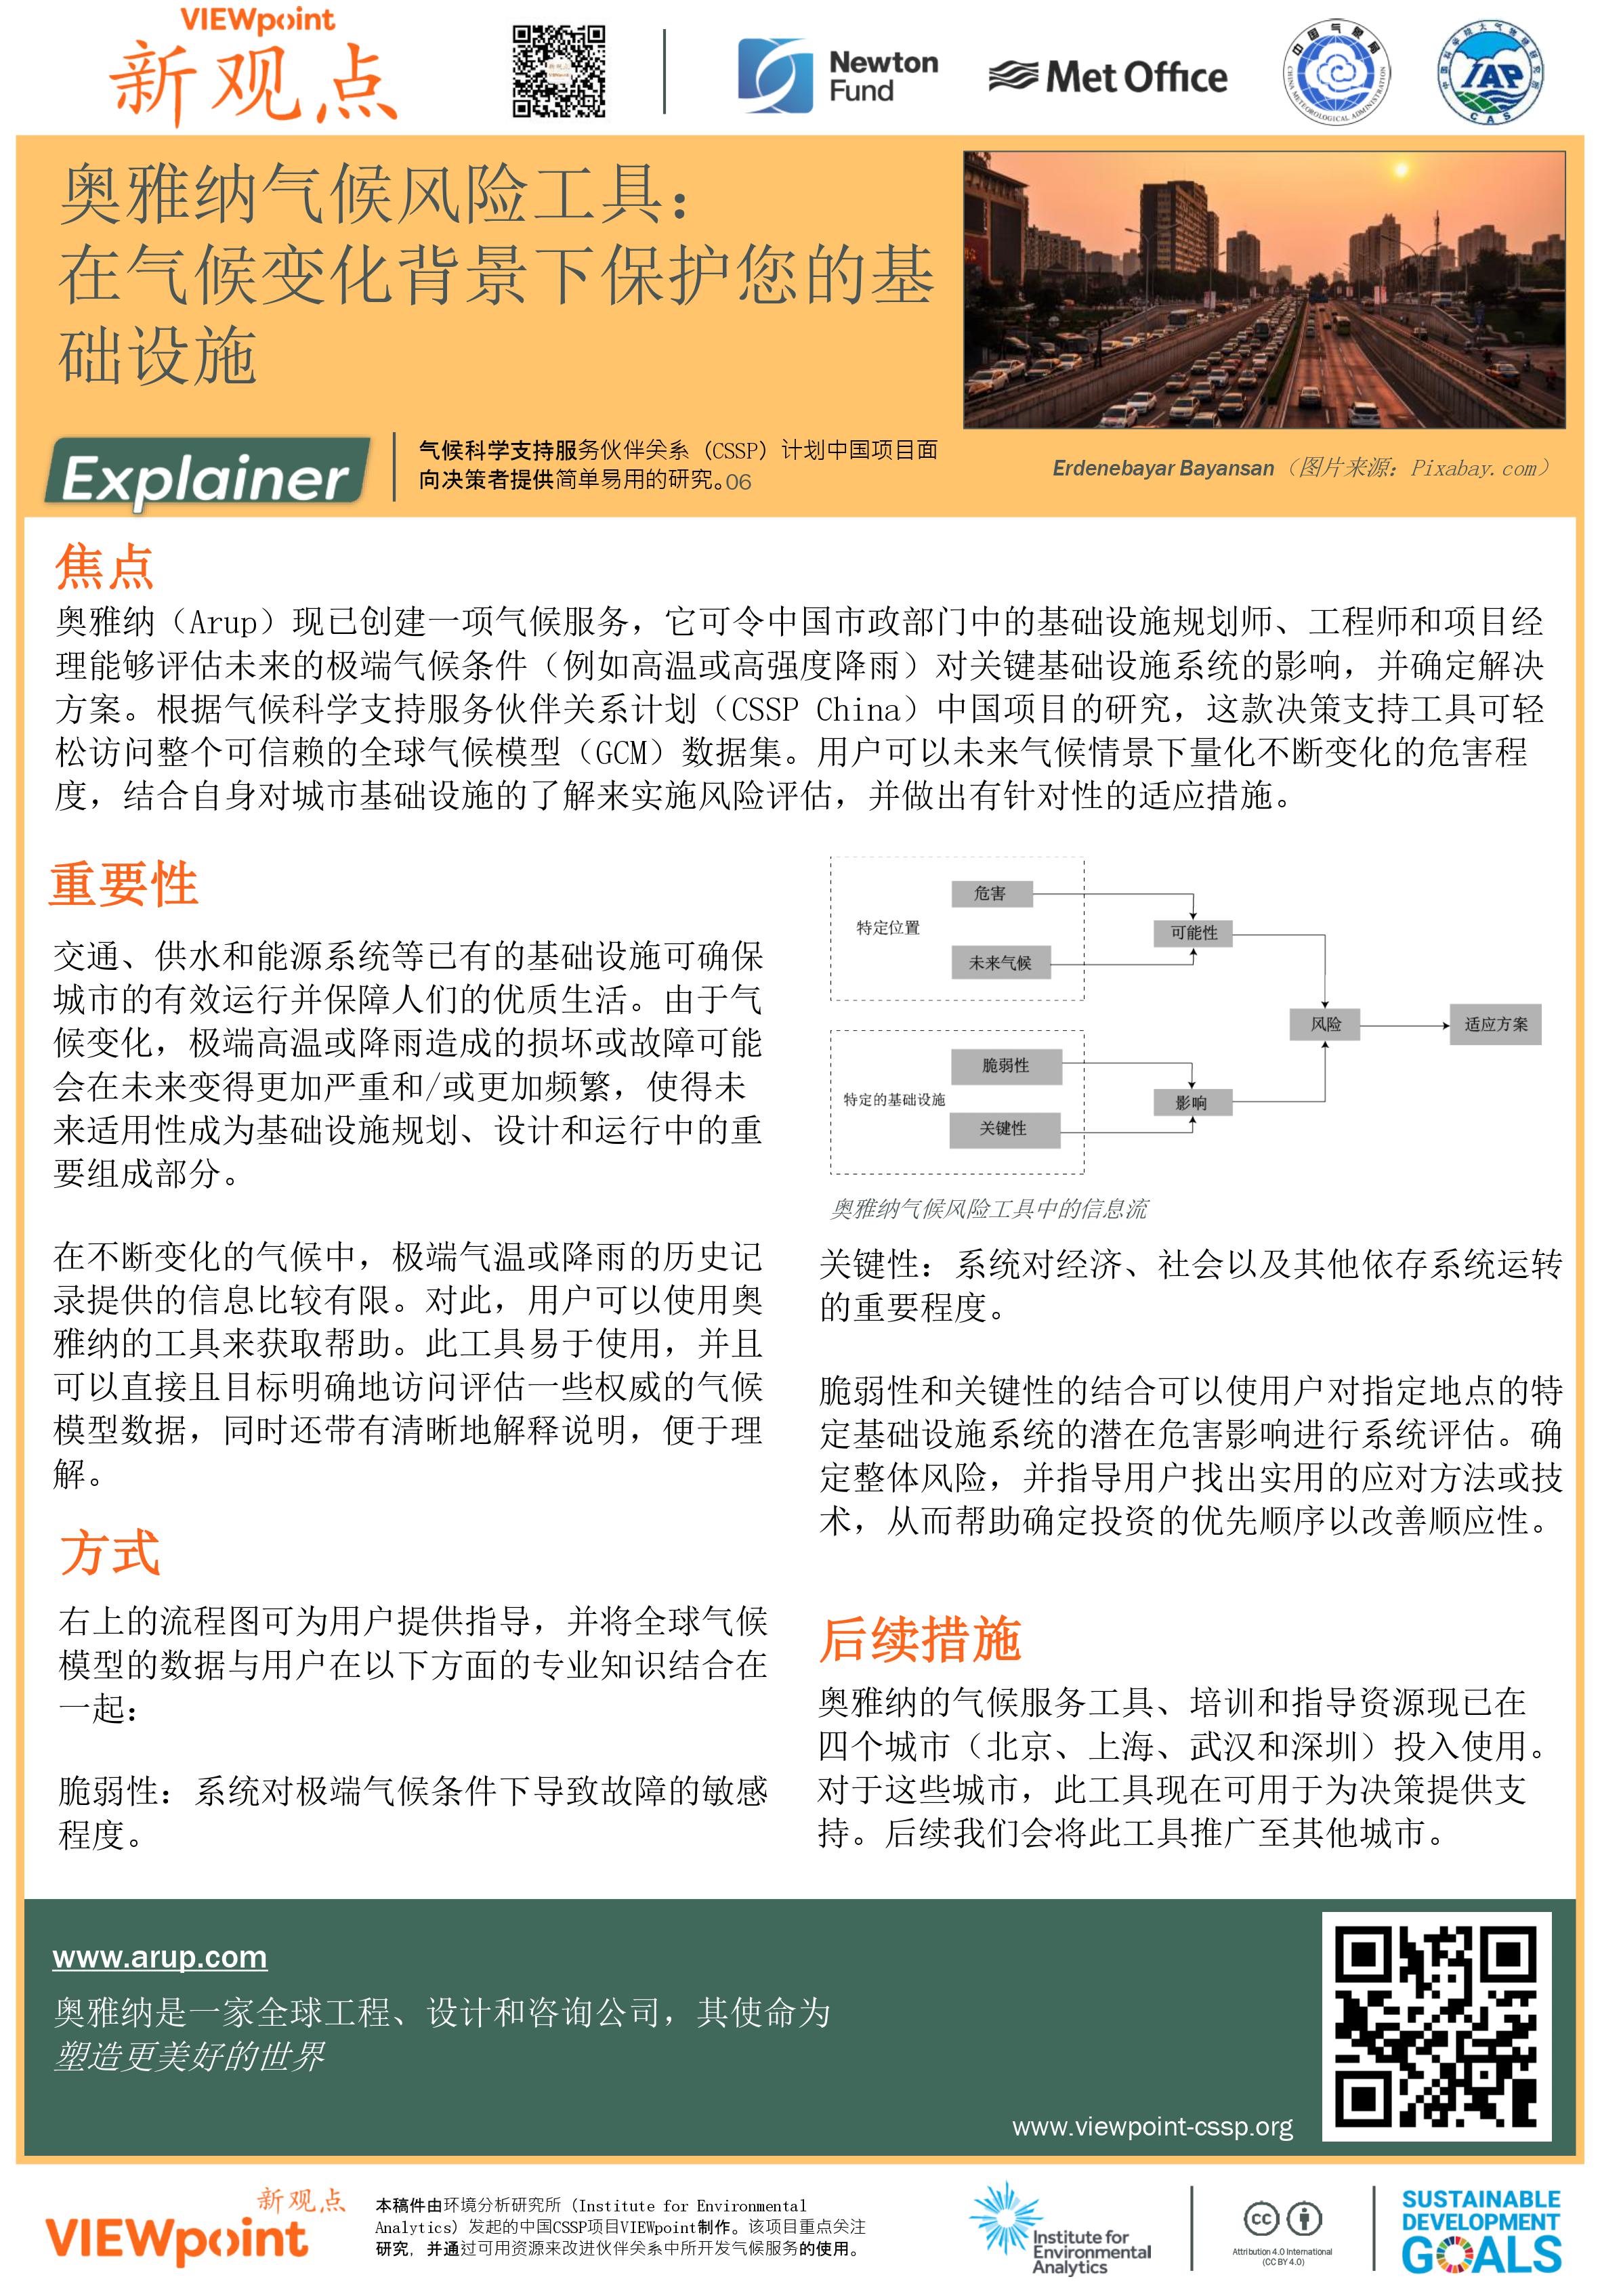 VIEWpoint
新观点
Newton
Fund
Met Office
中国气象局
CHINA METEOROLOGICAL ADMINISTRATION
IAP
CAS
奥雅纳气候风险工具：
在气候变化背景下保护您的基
础设施
Explainer
气候科学支持服务伙伴关系（CSSP）计划中国项目面
向决策者提供简单易用的研究。06
Erdenebayar Bayansan（图片来源：Pixabay.com）
焦点
奥雅纳（Arup）现已创建一项气候服务，它可令中国市政部门中的基础设施规划师、工程师和项目经
理能够评估未来的极端气候条件（例如高温或高强度降雨）对关键基础设施系统的影响，并确定解决
方案。根据气候科学支持服务伙伴关系计划（CSSP China）中国项目的研究，这款决策支持工具可轻
松访问整个可信赖的全球气候模型（GCM）数据集。用户可以未来气候情景下量化不断变化的危害程
度，结合自身对城市基础设施的了解来实施风险评估，并做出有针对性的适应措施。
重要性
交通、供水和能源系统等已有的基础设施可确保
城市的有效运行并保障人们的优质生活。由于气
候变化，极端高温或降雨造成的损坏或故障可能
会在未来变得更加严重和/或更加频繁，使得未
来适用性成为基础设施规划、设计和运行中的重
要组成部分。
在不断变化的气候中，极端气温或降雨的历史记
录提供的信息比较有限。对此，用户可以使用奥
雅纳的工具来获取帮助。此工具易于使用，并且
可以直接且目标明确地访问评估一些权威的气候
模型数据，同时还带有清晰地解释说明，便于理
解。
方式
右上的流程图可为用户提供指导，并将全球气候
模型的数据与用户在以下方面的专业知识结合在
一起：
脆弱性：系统对极端气候条件下导致故障的敏感
程度。
特定位置
危害
未来气候
可能性
风险
适应方案
特定的基础设施
脆弱性
关键性
影响
奥雅纳气候风险工具中的信息流
关键性：系统对经济、社会以及其他依存系统运转
的重要程度。
脆弱性和关键性的结合可以使用户对指定地点的特
定基础设施系统的潜在危害影响进行系统评估。确
定整体风险，并指导用户找出实用的应对方法或技
术，从而帮助确定投资的优先顺序以改善顺应性。
后续措施
奥雅纳的气候服务工具、培训和指导资源现已在
四个城市（北京、上海、武汉和深圳）投入使用。
对于这些城市，此工具现在可用于为决策提供支
持。后续我们会将此工具推广至其他城市。
www.arup.com
奥雅纳是一家全球工程、设计和咨询公司，其使命为
塑造更美好的世界
www.viewpoint-cssp.org
新观点
VIEWpoint
本稿件由环境分析研究所（Institute for Environmental
Analytics）发起的中国CSSP项目VIEWpoint制作。该项目重点关注
研究，并通过可用资源来改进伙伴关系中所开发气候服务的使用。
Institute for
Environmental
Analytics
cc
Attribution 4.0 International
(CC BY 4.0)
SUSTAINABLE
DEVELOPMENT
GOALS